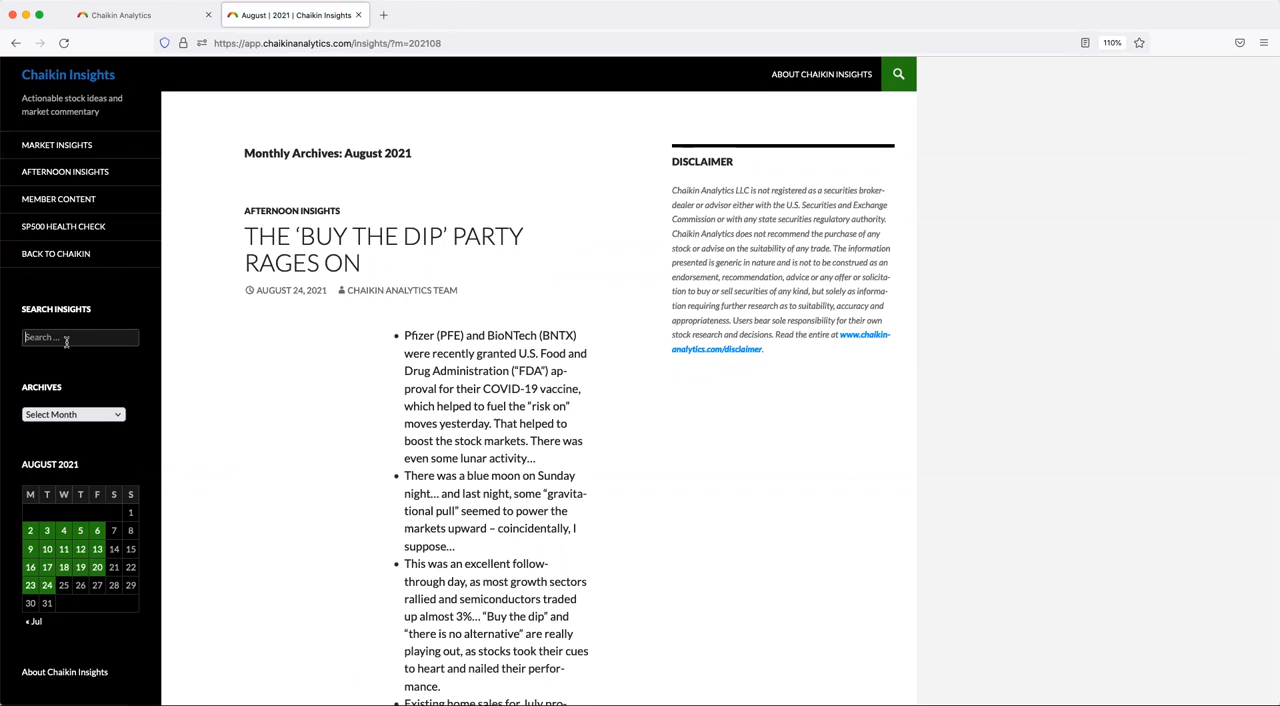 Chaikin Analytics
August | 2021 | Chaikin Insights
https://app.chaikinanalytics.com/insights/?m=202108
110%
Chaikin Insights
Actionable stock ideas and
market commentary
MARKET INSIGHTS
AFTERNOON INSIGHTS
MEMBER CONTENT
SP500 HEALTH CHECK
BACK TO CHAIKIN
SEARCH INSIGHTS
Search …
ARCHIVES
Select Month
AUGUST 2021
M T W T F S S
1
2 3 4 5 6 7 8
9 10 11 12 13 14 15
16 17 18 19 20 21 22
23 24 25 26 27 28 29
30 31
« Jul
About Chaikin Insights
ABOUT CHAIKIN INSIGHTS
Monthly Archives: August 2021
AFTERNOON INSIGHTS
THE ‘BUY THE DIP’ PARTY
RAGES ON
AUGUST 24, 2021 CHAIKIN ANALYTICS TEAM
• Pfizer (PFE) and BioNTech (BNTX)
were recently granted U.S. Food and
Drug Administration (“FDA”) ap-
proval for their COVID-19 vaccine,
which helped to fuel the “risk on”
moves yesterday. That helped to
boost the stock markets. There was
even some lunar activity…
• There was a blue moon on Sunday
night… and last night, some “gravita-
tional pull” seemed to power the
markets upward – coincidentally, I
suppose…
• This was an excellent follow-
through day, as most growth sectors
rallied and semiconductors traded
up almost 3%… “Buy the dip” and
“there is no alternative” are really
playing out, as stocks took their cues
to heart and nailed their perfor-
mance.
• Existing home sales for July pro-
DISCLAIMER
Chaikin Analytics LLC is not registered as a securities broker-
dealer or advisor either with the U.S. Securities and Exchange
Commission or with any state securities regulatory authority.
Chaikin Analytics does not recommend the purchase of any
stock or advise on the suitability of any trade. The information
presented is generic in nature and is not to be construed as an
endorsement, recommendation, advice or any offer or solicita-
tion to buy or sell securities of any kind, but solely as informa-
tion requiring further research as to suitability, accuracy and
appropriateness. Users bear sole responsibility for their own
stock research and decisions. Read the entire at www.chaikin-
analytics.com/disclaimer.